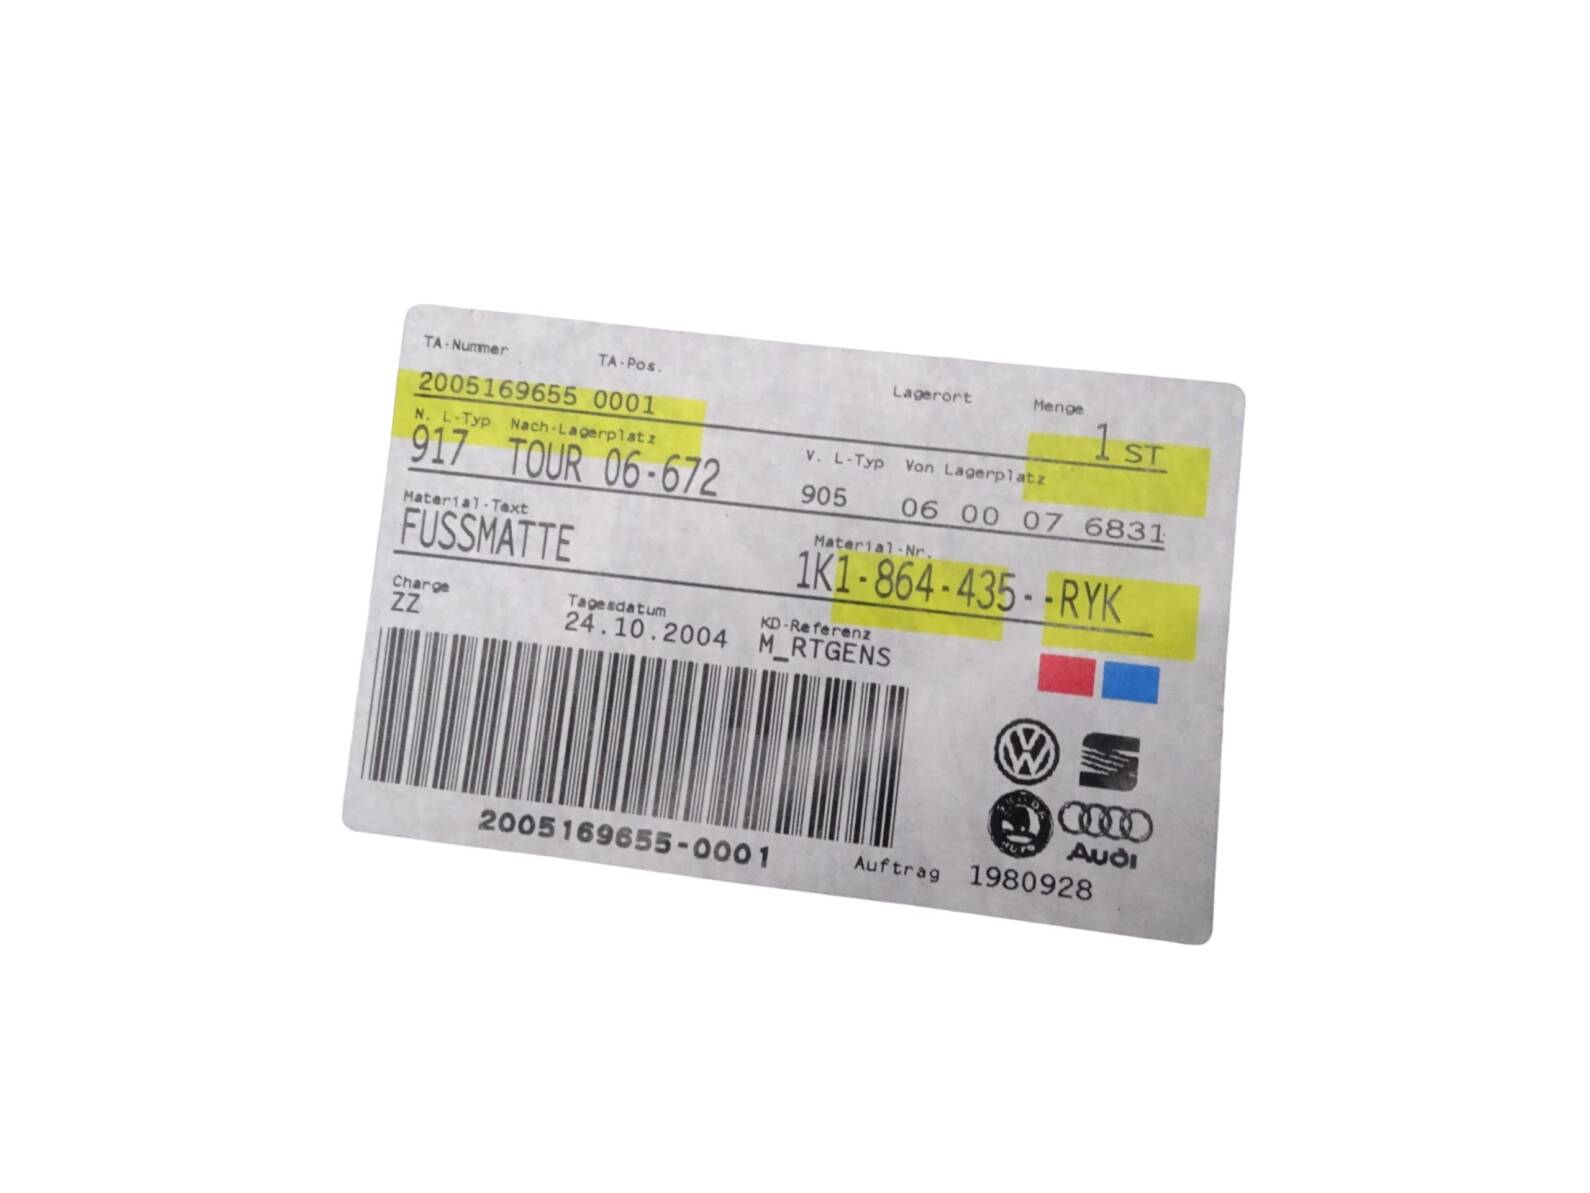 TA-Nummer TA-Pos. Lagerort Menge
2005169655 0001 1 ST
N. L-Typ Nach-Lagerplatz V. L-Typ Von Lagerplatz
917 TOUR 06-672 905 06 00 07 6831
Material-Text Material-Nr.
FUSSMATTE 1K1-864-435--RYK
Charge Tagesdatum KD-Referenz
ZZ 24.10.2004 M_RTGENS
2005169655-0001
SKODA
AUTO
Audi
Auftrag 1980928